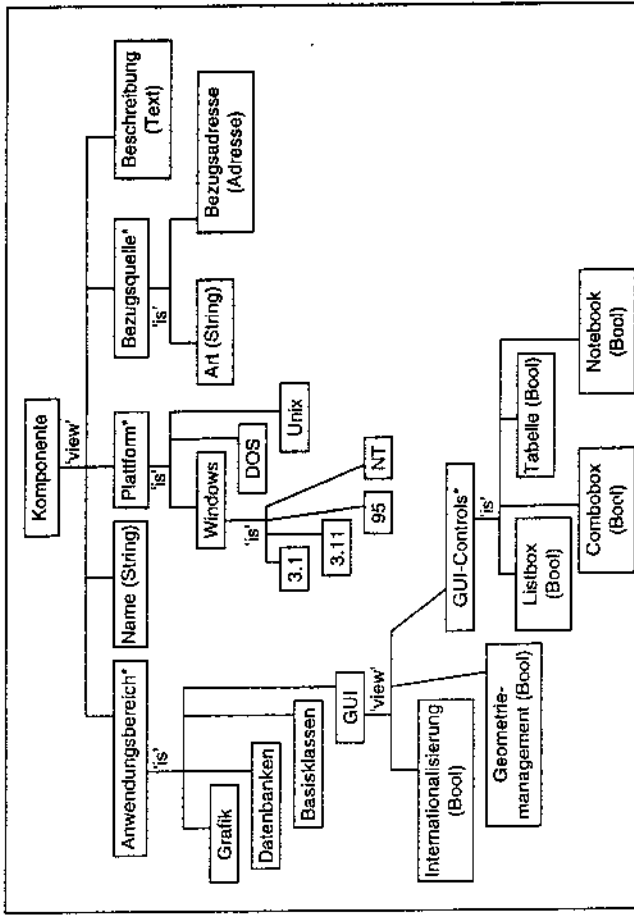 Komponente
'view'
Anwendungsbereich*
Name (String)
Plattform*
Bezugsquelle*
Beschreibung
(Text)
'is'
'is'
'is'
Grafik
Datenbanken
Basisklassen
GUI
Windows
DOS
Unix
Art (String)
Bezugsadresse
(Adresse)
'is'
3.1
3.11
95
NT
'view'
Internationalisierung
(Bool)
Geometrie-
management (Bool)
GUI-Controls*
'is'
Listbox
(Bool)
Combobox
(Bool)
Tabelle (Bool)
Notebook
(Bool)